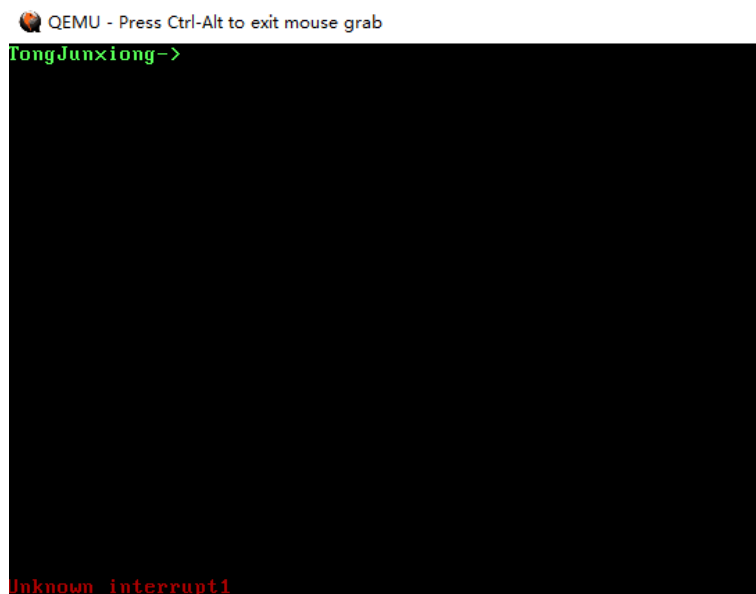 QEMU - Press Ctrl-Alt to exit mouse grab
TongJunxiong->
Unknown interrupt1